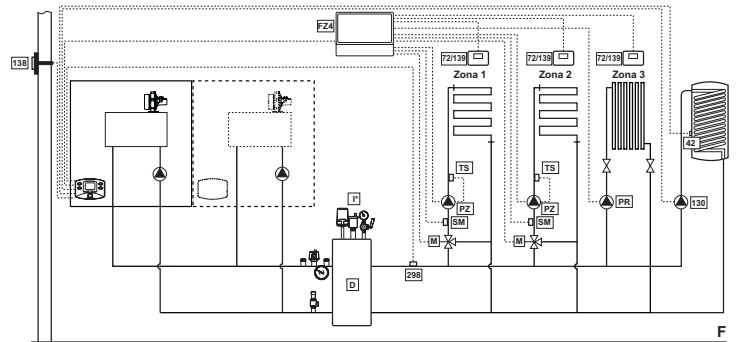 FZ4
138
72/139
72/139
72/139
Zona 1
Zona 2
Zona 3
42
TS
TS
I*
PZ
PZ
PR
130
SM
SM
M
M
298
D
F